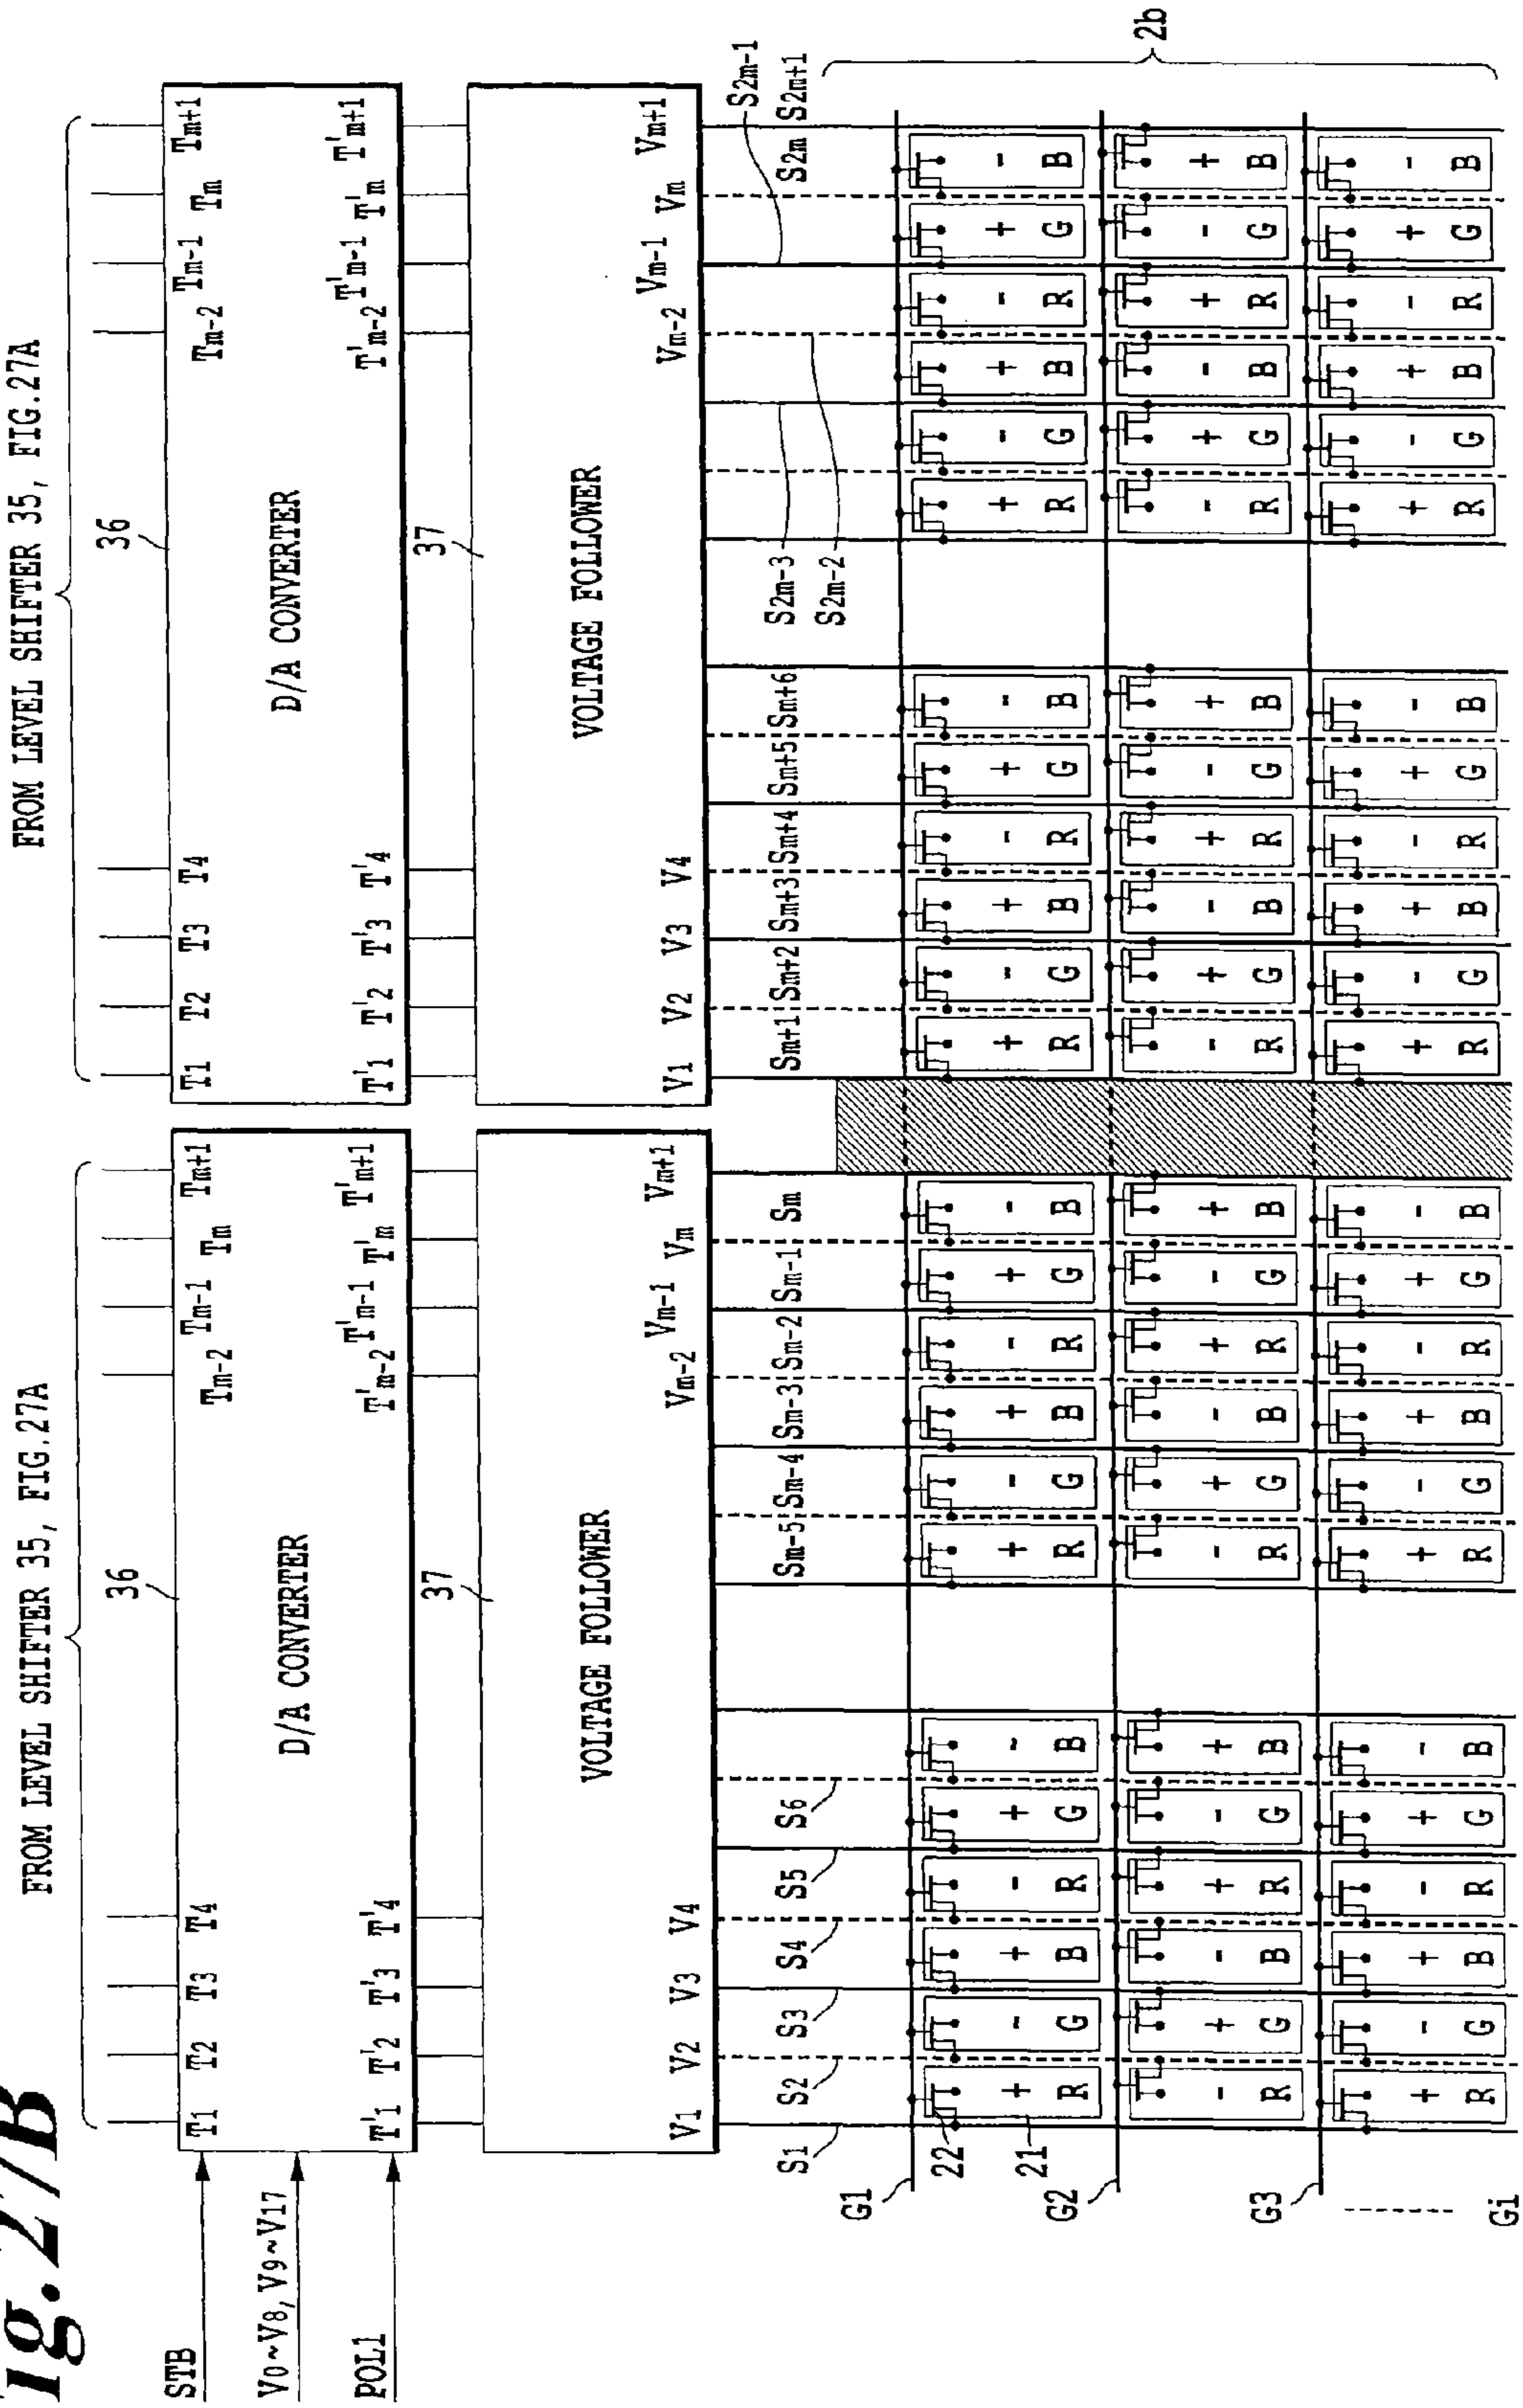 Fig.27B
FROM LEVEL SHIFTER 35, FIG.27A FROM LEVEL SHIFTER 35, FIG.27A
36 36
STB T1 T2 T3 T4 Tm-2 Tm-1 Tm Tm+1 T1 T2 T3 T4 Tm-2 Tm-1 Tm Tm+1
V0~V8, V9~V17 D/A CONVERTER D/A CONVERTER
POL1 T'1 T'2 T'3 T'4 T'm-2 T'm-1 T'm T'm+1 T'1 T'2 T'3 T'4 T'm-2 T'm-1 T'm T'm+1
37 37
VOLTAGE FOLLOWER VOLTAGE FOLLOWER
V1 V2 V3 V4 Vm-2 Vm-1 Vm Vm+1 V1 V2 V3 V4 Vm-2 Vm-1 Vm Vm+1
S1 S2 S3 S4 S5 S6 Sm-5 Sm-4 Sm-3 Sm-2 Sm-1 Sm Sm+1 Sm+2 Sm+3 Sm+4 Sm+5 Sm+6 S2m-3 S2m-2 S2m-1 S2m S2m+1
2b
G1
22
+ - + - + - + - + - + - + - + - + - + - + - + -
21 R G B R G B R G B R G B R G B R G B R G B R G B
G2
- + - + - + - + - + - + - + - + - + - + - + - +
R G B R G B R G B R G B R G B R G B R G B R G B
G3
+ - + - + - + - + - + - + - + - + - + - + - + -
R G B R G B R G B R G B R G B R G B R G B R G B
Gi